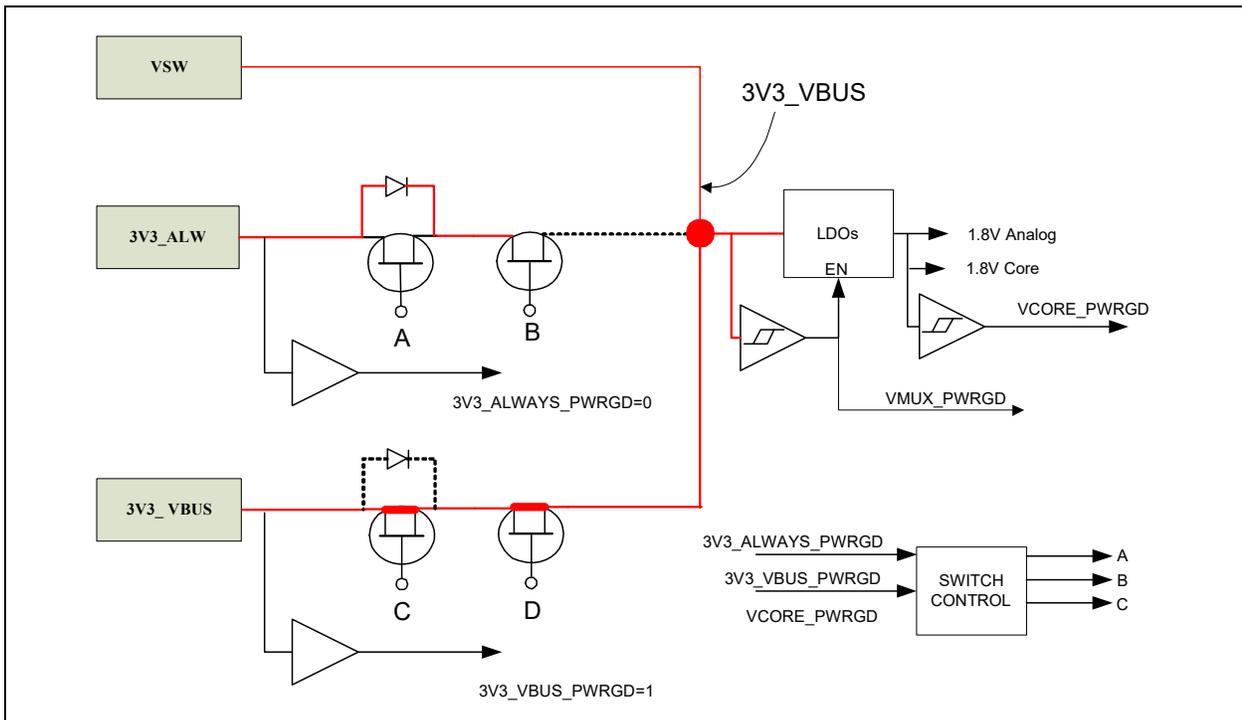 VSW
3V3_VBUS
3V3_ALW
LDOs
EN
1.8V Analog
1.8V Core
VCORE_PWRGD
A
B
3V3_ALWAYS_PWRGD=0
VMUX_PWRGD
3V3_ VBUS
C
D
3V3_VBUS_PWRGD=1
3V3_ALWAYS_PWRGD
3V3_VBUS_PWRGD
VCORE_PWRGD
SWITCH
CONTROL
A
B
C